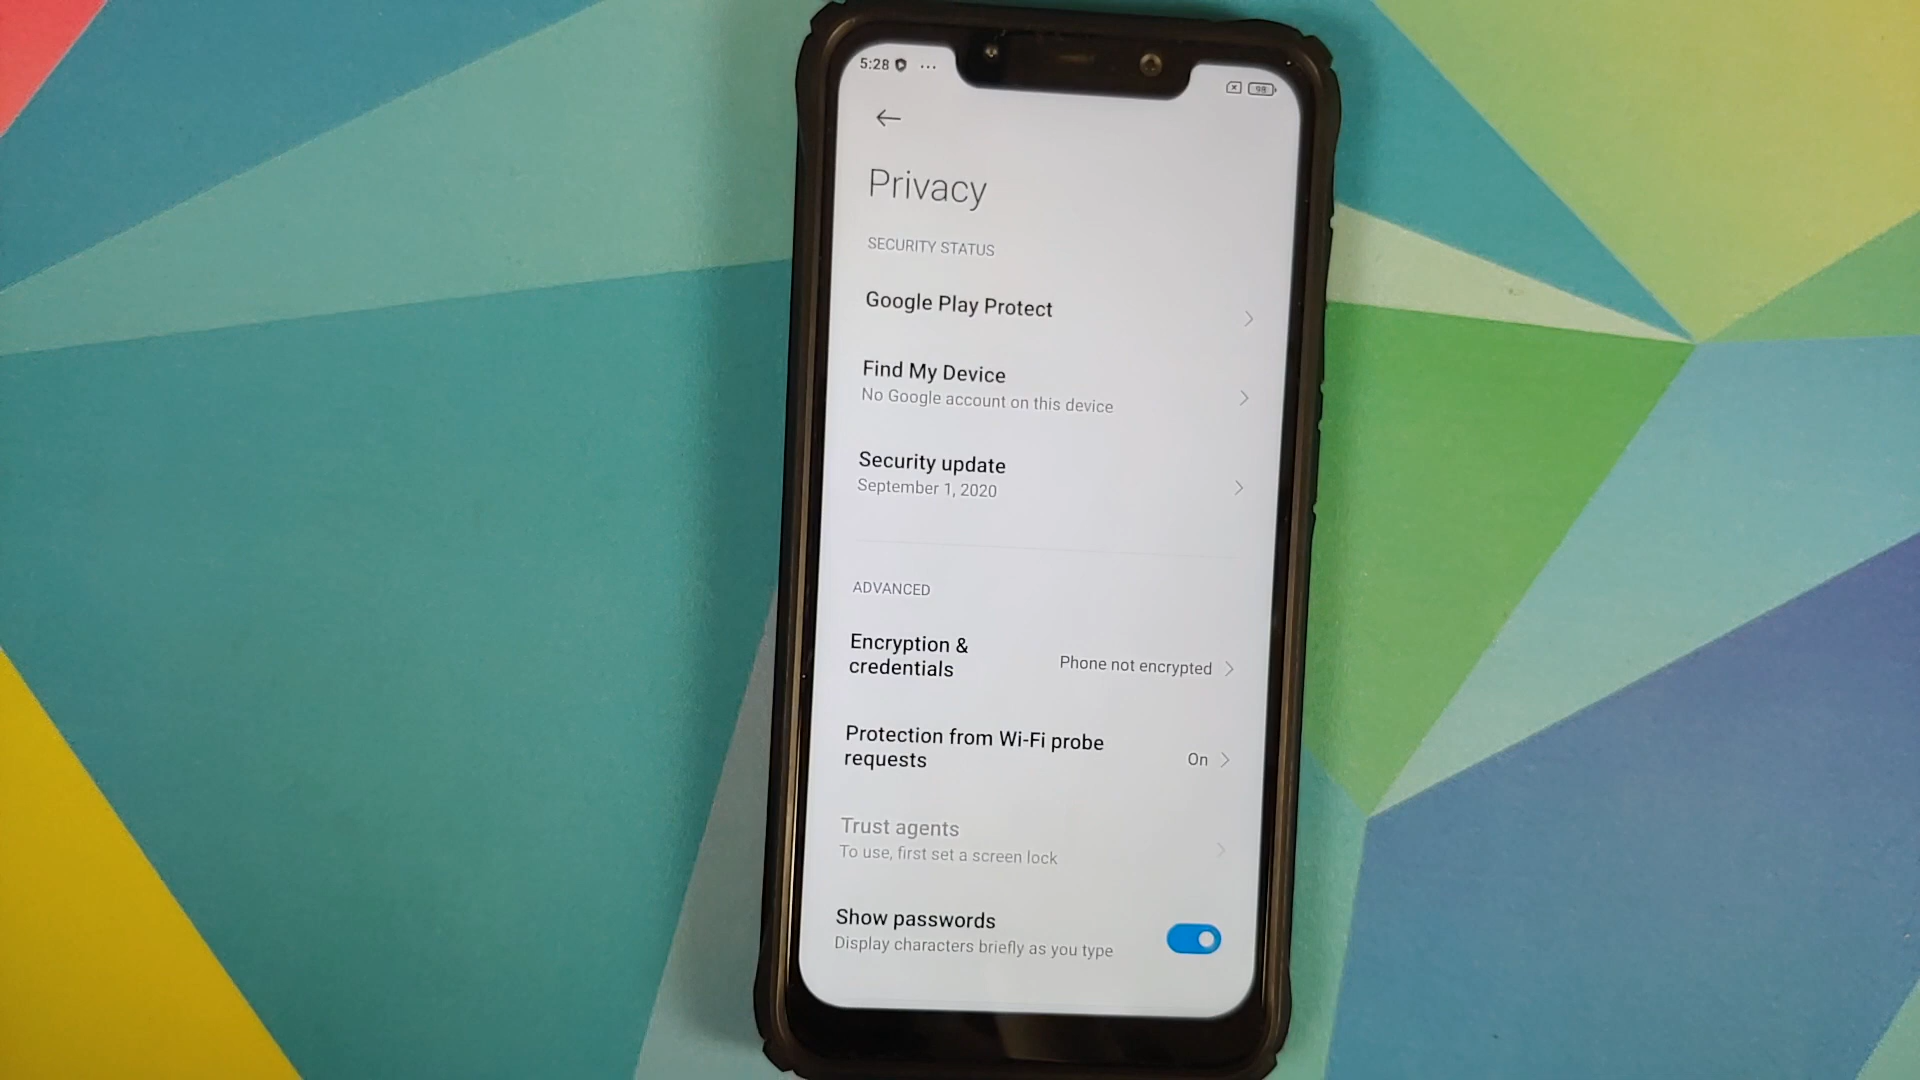 5:28 ...
98
Privacy
SECURITY STATUS
Google Play Protect
Find My Device
No Google account on this device
Security update
September 1, 2020
ADVANCED
Encryption &
credentials
Phone not encrypted
Protection from Wi-Fi probe
requests
On
Trust agents
To use, first set a screen lock
Show passwords
Display characters briefly as you type